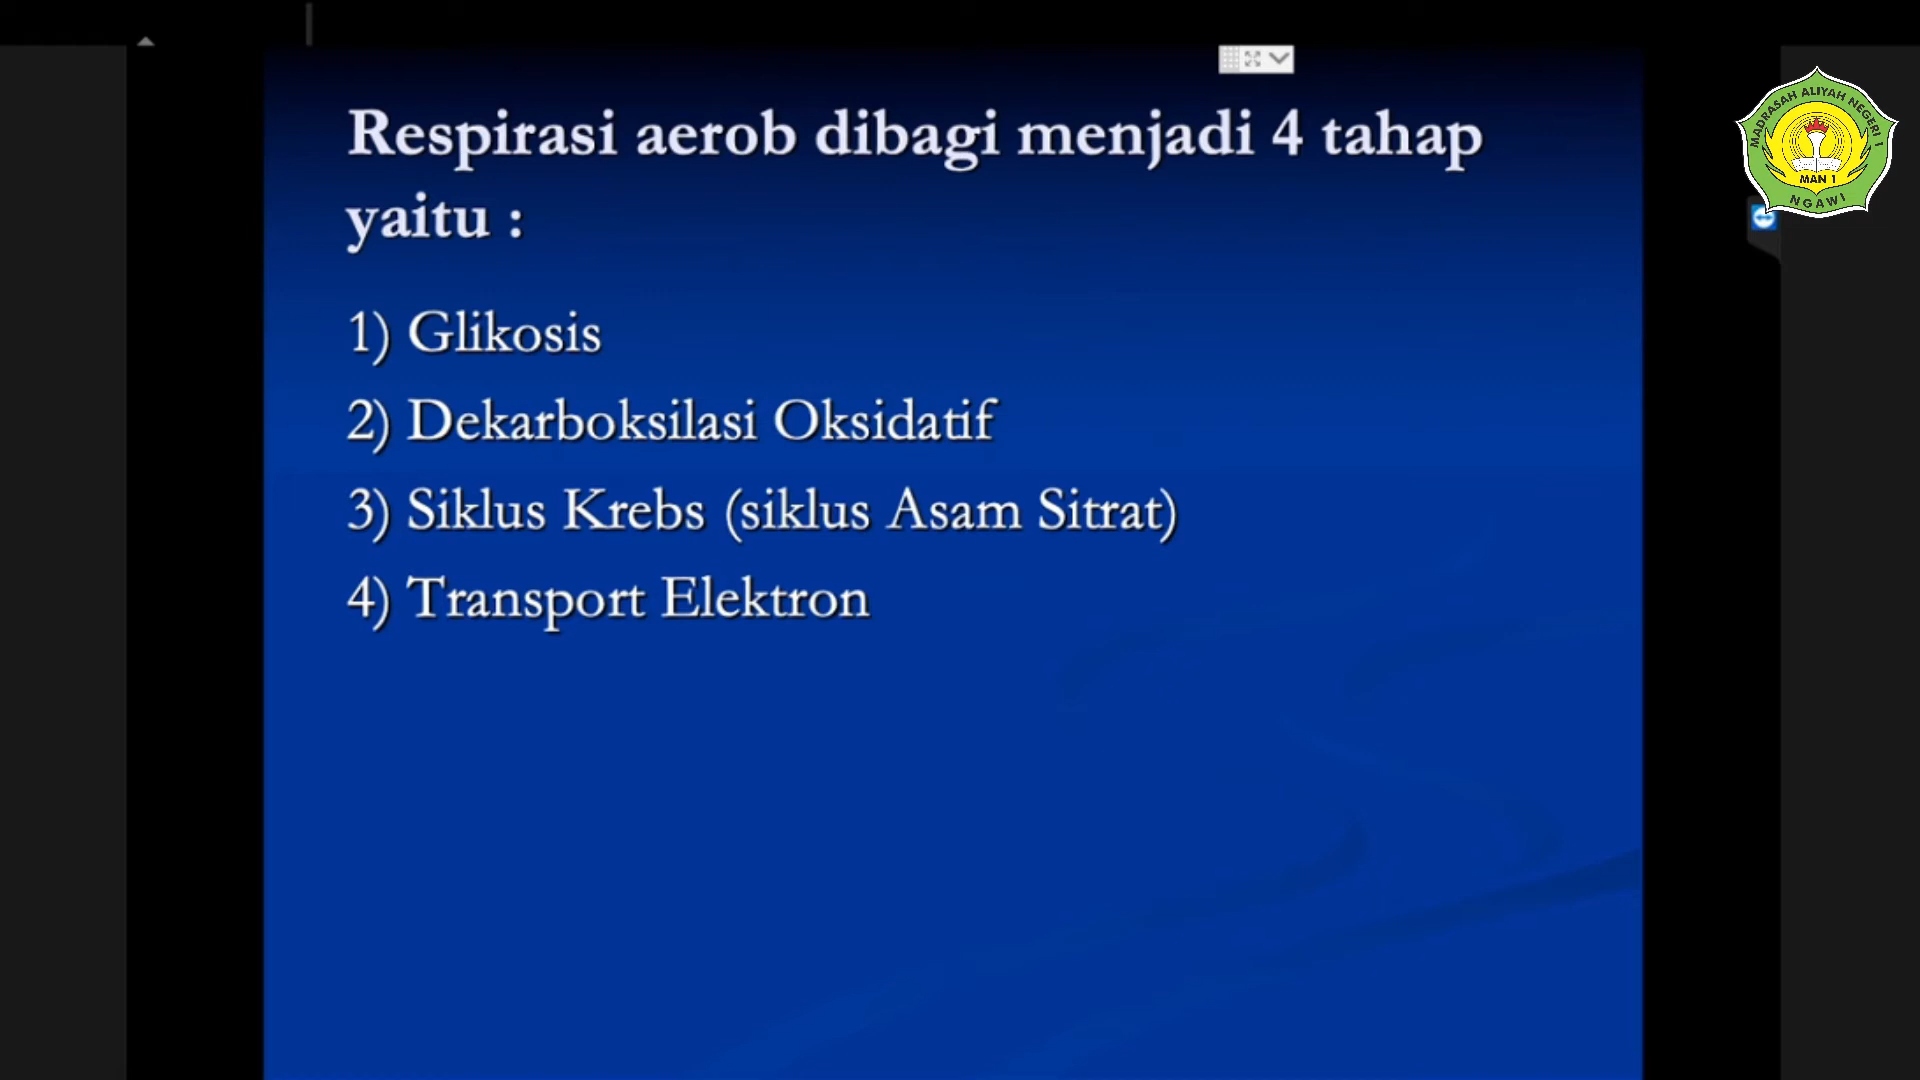 Respirasi aerob dibagi menjadi 4 tahap
yaitu :
1) Glikosis
2) Dekarboksilasi Oksidatif
3) Siklus Krebs (siklus Asam Sitrat)
4) Transport Elektron
MADRASAH ALIYAH NEGERI 1
MAN 1
NGAWI